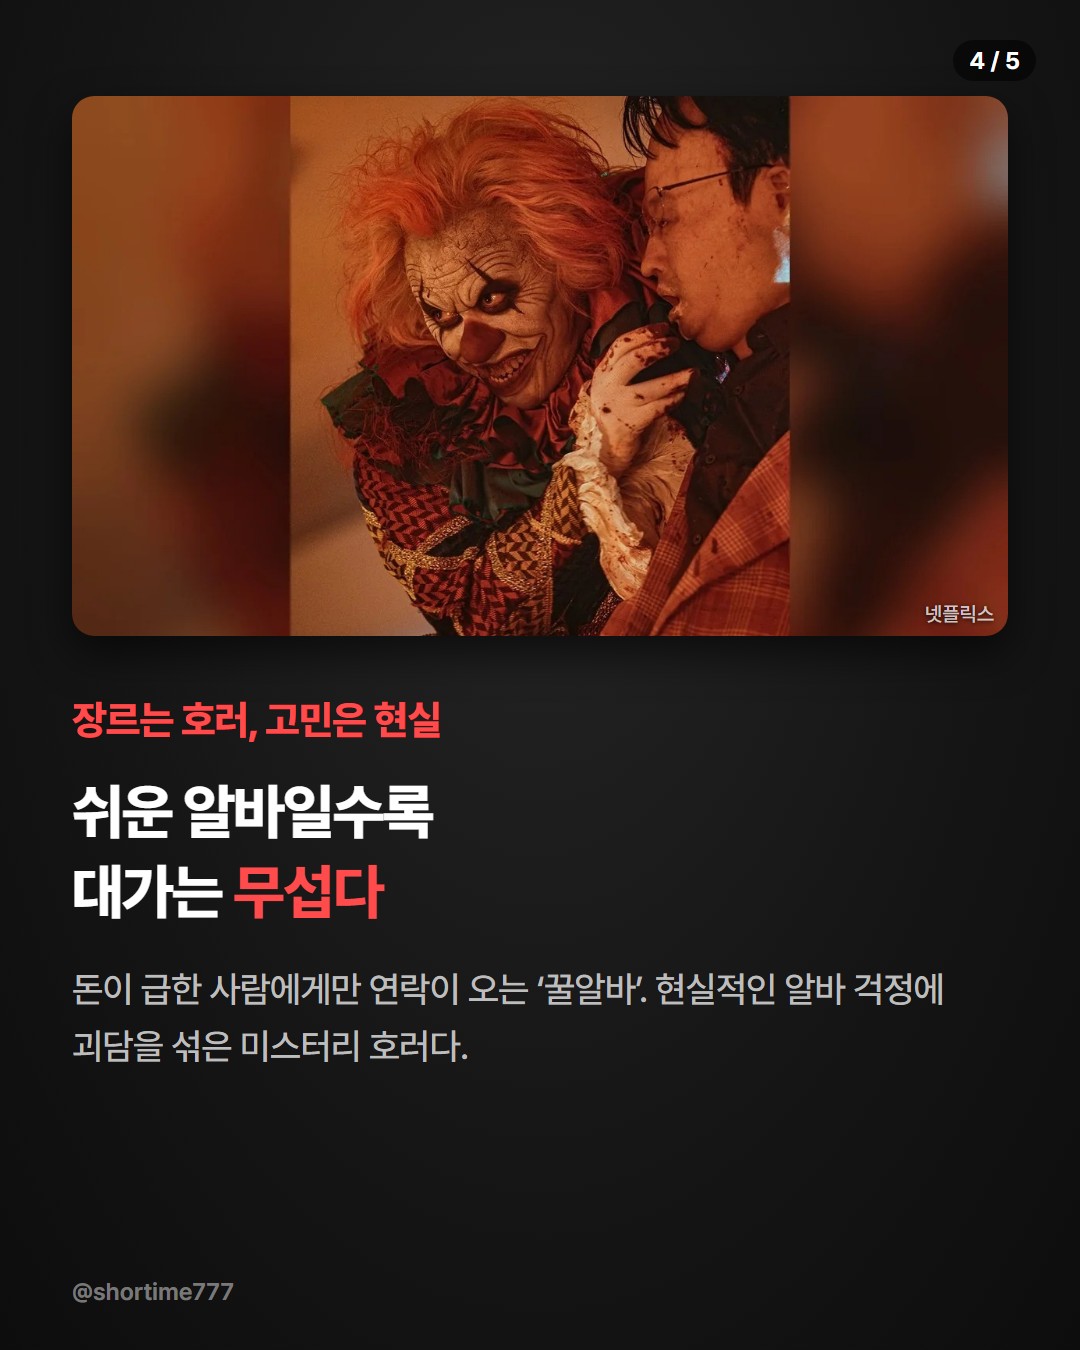 4 / 5
넷플릭스
장르는 호러, 고민은 현실
쉬운 알바일수록
대가는 무섭다
돈이 급한 사람에게만 연락이 오는 ‘꿀알바’. 현실적인 알바 걱정에
괴담을 섞은 미스터리 호러다.
@shortime777